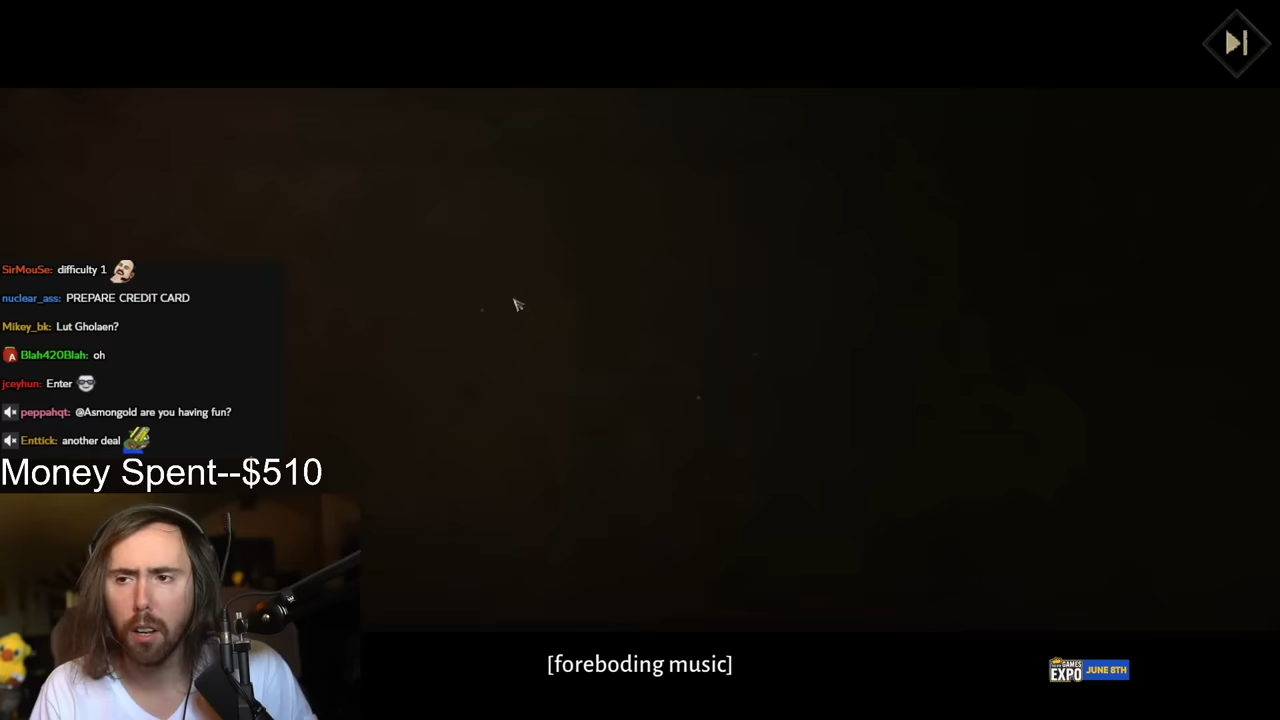 SirMouSe: difficulty 1
nuclear_ass: PREPARE CREDIT CARD
Mikey_bk: Lut Gholaen?
Blah420Blah: oh
jceyhun: Enter
peppahqt: @Asmongold are you having fun?
Enttick: another deal
Money Spent--$510
[foreboding music]
GAMES
EXPO JUNE 8TH